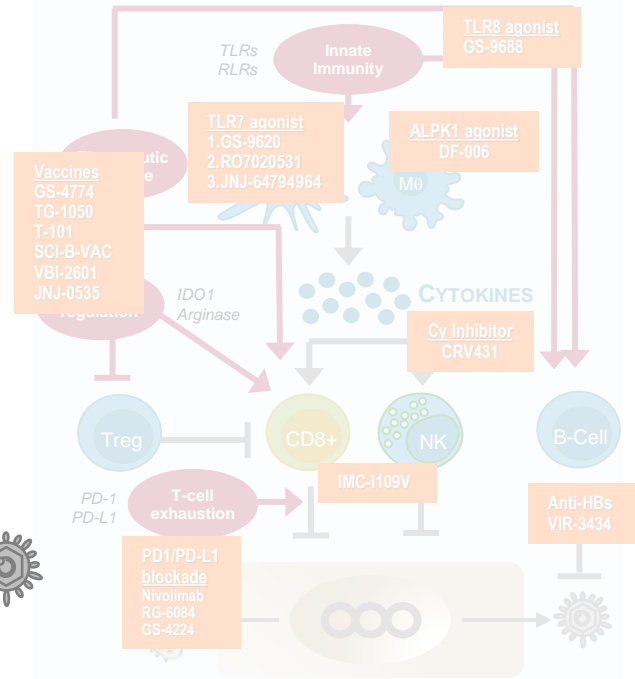 TLR8 agonist
GS-9688
TLRs
RLRs
Innate
Immunity
TLR7 agonist
1.GS-9620
2.RO7020531
3.JNJ-64794964
ALPK1 agonist
DF-006
Vaccines
GS-4774
TG-1050
T-101
SCI-B-VAC
VBI-2601
JNJ-0535
MΘ
IDO1
Arginase
CYTOKINES
Cy Inhibitor
CRV431
Treg
CD8+
NK
B-Cell
IMC-I109V
PD-1
PD-L1
T-cell
exhaustion
Anti-HBs
VIR-3434
PD1/PD-L1
blockade
Nivolimab
RG-6084
GS-4224